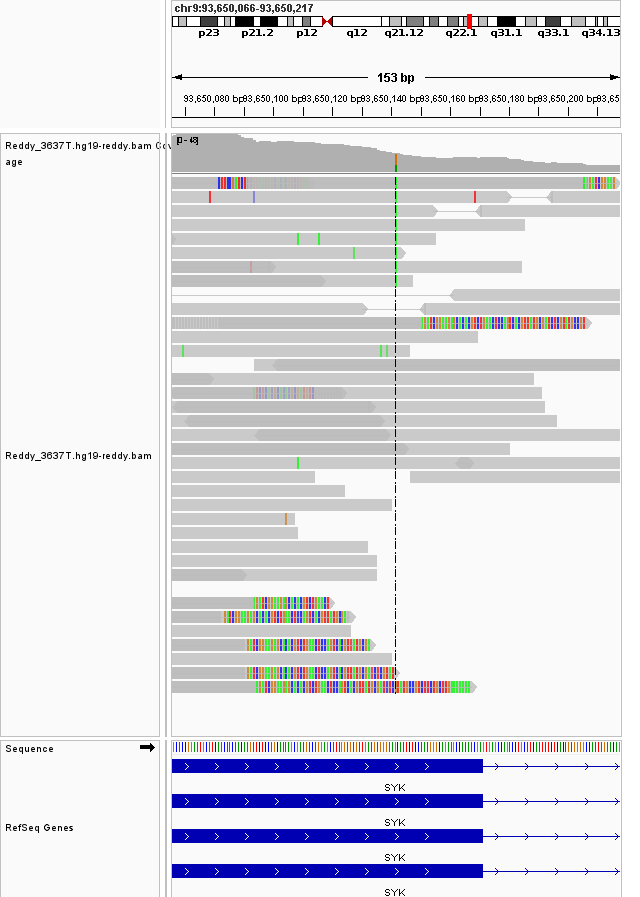 chr9:93,650,066-93,650,217
p23 p21.2 p12 q12 q21.12 q22.1 q31.1 q33.1 q34.13
153 bp
93,650,080 bp 93,650,100 bp 93,650,120 bp 93,650,140 bp 93,650,160 bp 93,650,180 bp 93,650,200 bp 93,65
Reddy_3637T.hg19-reddy.bam Cov
age
Reddy_3637T.hg19-reddy.bam
Sequence
SYK
SYK
RefSeq Genes
SYK
SYK